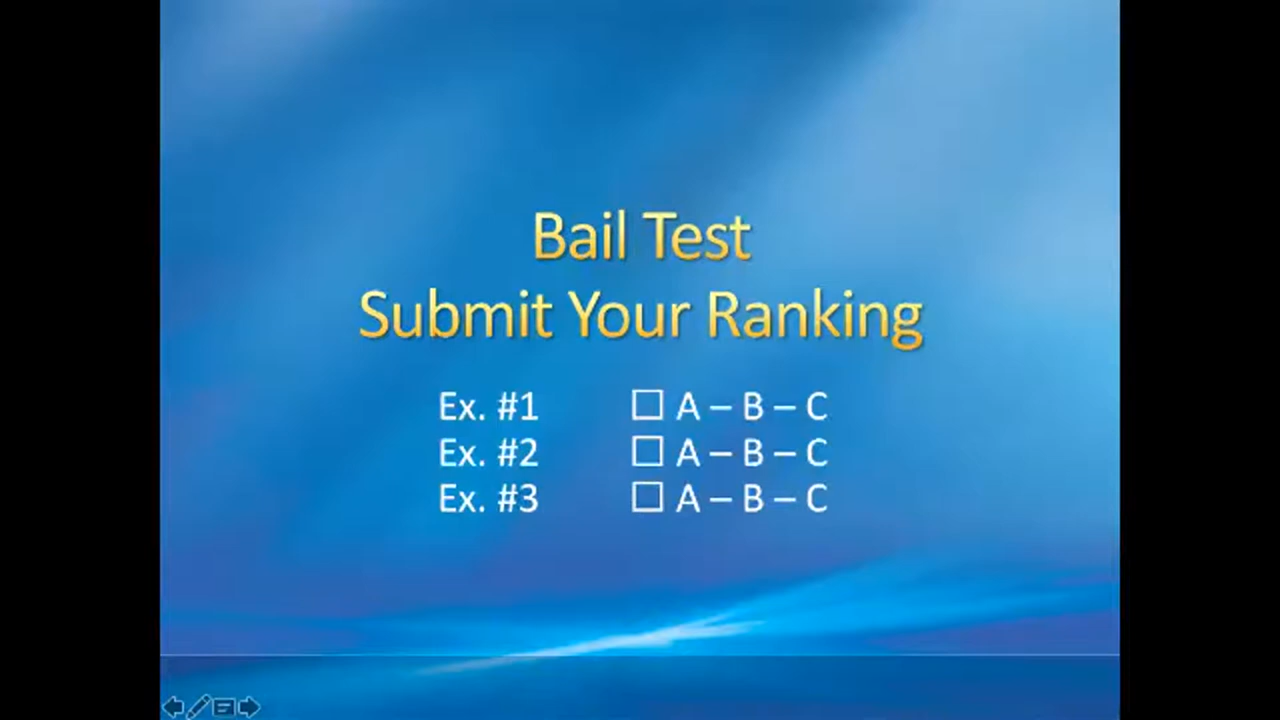 Bail Test
Submit Your Ranking
Ex. #1 ☐ A – B – C
Ex. #2 ☐ A – B – C
Ex. #3 ☐ A – B – C